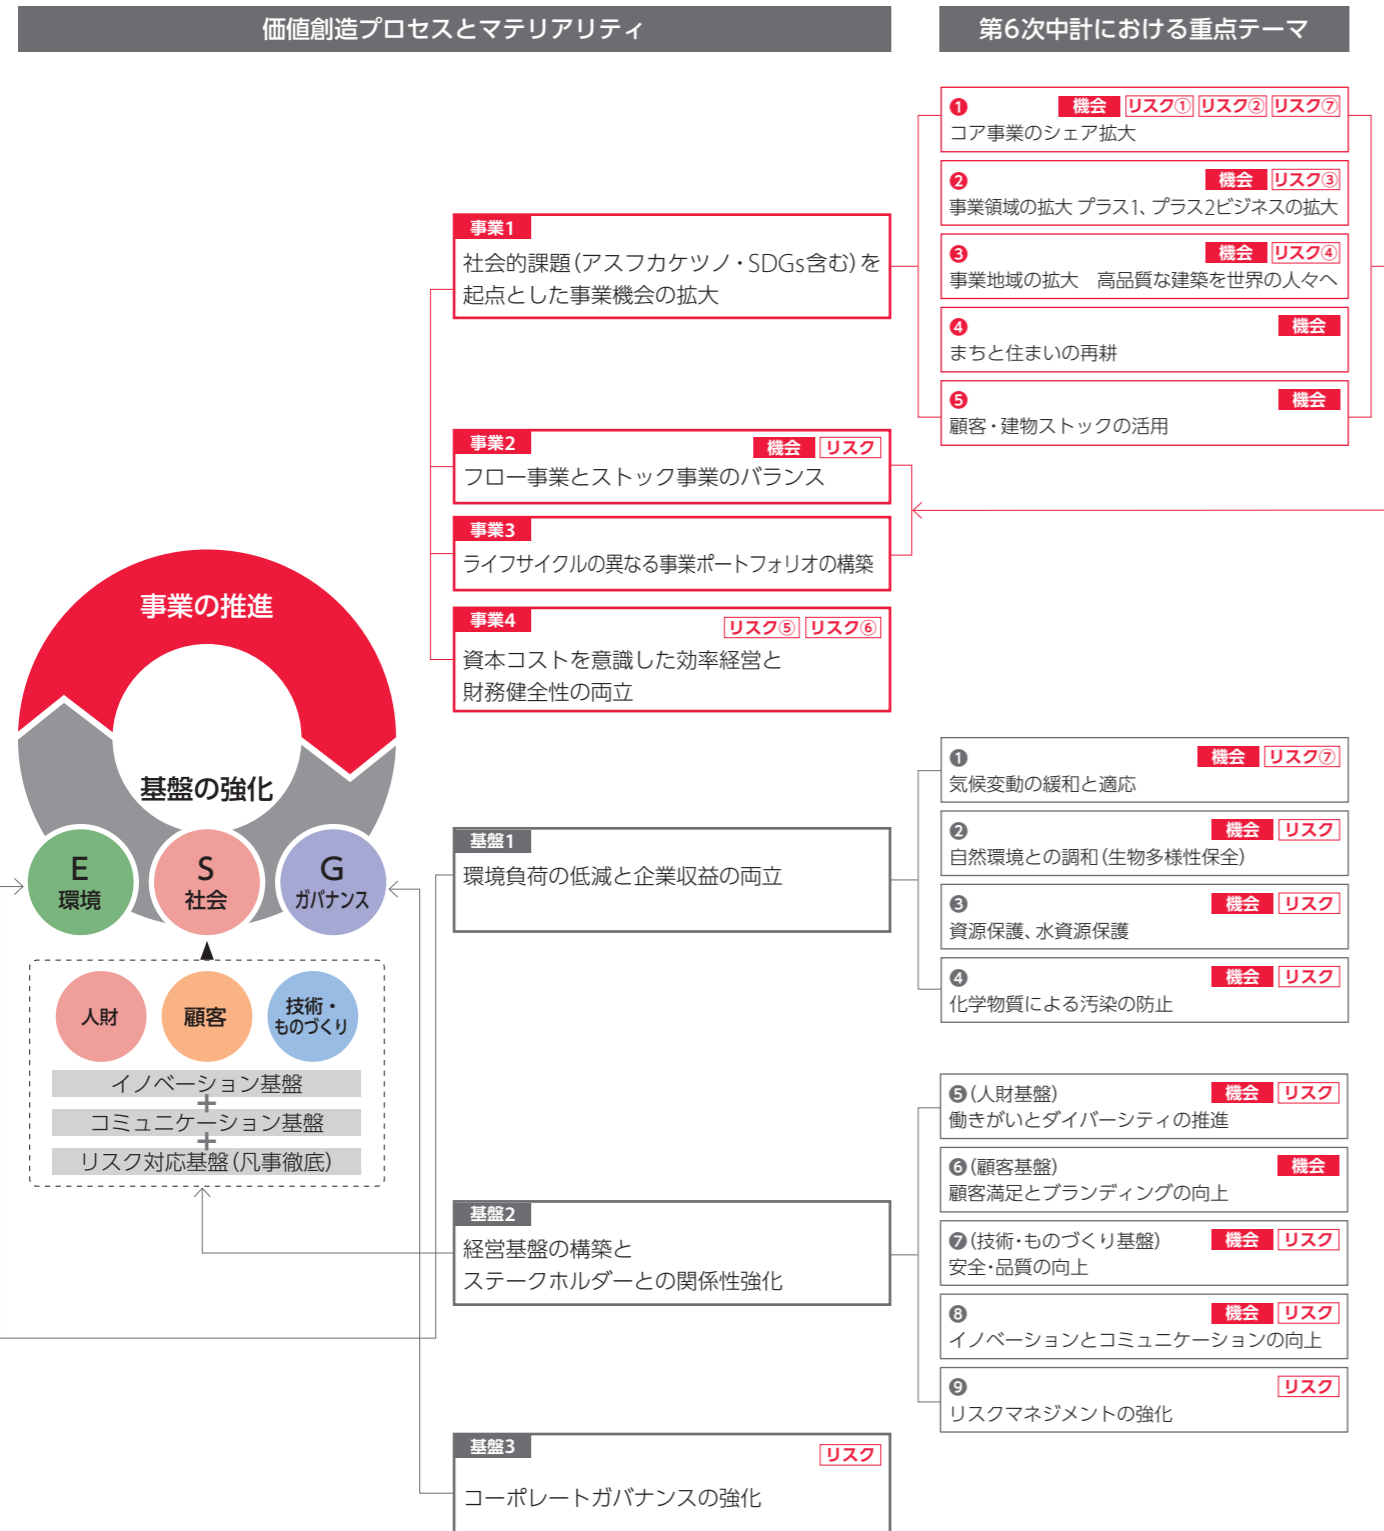 価値創造プロセスとマテリアリティ
第6次中計における重点テーマ
事業の推進
基盤の強化
E
環境
S
社会
G
ガバナンス
人財
顧客
技術・
ものづくり
イノベーション基盤
+
コミュニケーション基盤
+
リスク対応基盤(凡事徹底)
事業1
社会的課題(アスフカケツノ・SDGs含む)を
起点とした事業機会の拡大
事業2 機会 リスク
フロー事業とストック事業のバランス
事業3
ライフサイクルの異なる事業ポートフォリオの構築
事業4 リスク⑤ リスク⑥
資本コストを意識した効率経営と
財務健全性の両立
基盤1
環境負荷の低減と企業収益の両立
基盤2
経営基盤の構築と
ステークホルダーとの関係性強化
基盤3 リスク
コーポレートガバナンスの強化
❶ 機会 リスク① リスク② リスク⑦
コア事業のシェア拡大
❷ 機会 リスク③
事業領域の拡大 プラス1、プラス2ビジネスの拡大
❸ 機会 リスク④
事業地域の拡大 高品質な建築を世界の人々へ
❹ 機会
まちと住まいの再耕
❺ 機会
顧客・建物ストックの活用
❶ 機会 リスク⑦
気候変動の緩和と適応
❷ 機会 リスク
自然環境との調和(生物多様性保全)
❸ 機会 リスク
資源保護、水資源保護
❹ 機会 リスク
化学物質による汚染の防止
❺(人財基盤) 機会 リスク
働きがいとダイバーシティの推進
❻(顧客基盤) 機会
顧客満足とブランディングの向上
❼(技術・ものづくり基盤) 機会 リスク
安全・品質の向上
❽ 機会 リスク
イノベーションとコミュニケーションの向上
❾ リスク
リスクマネジメントの強化